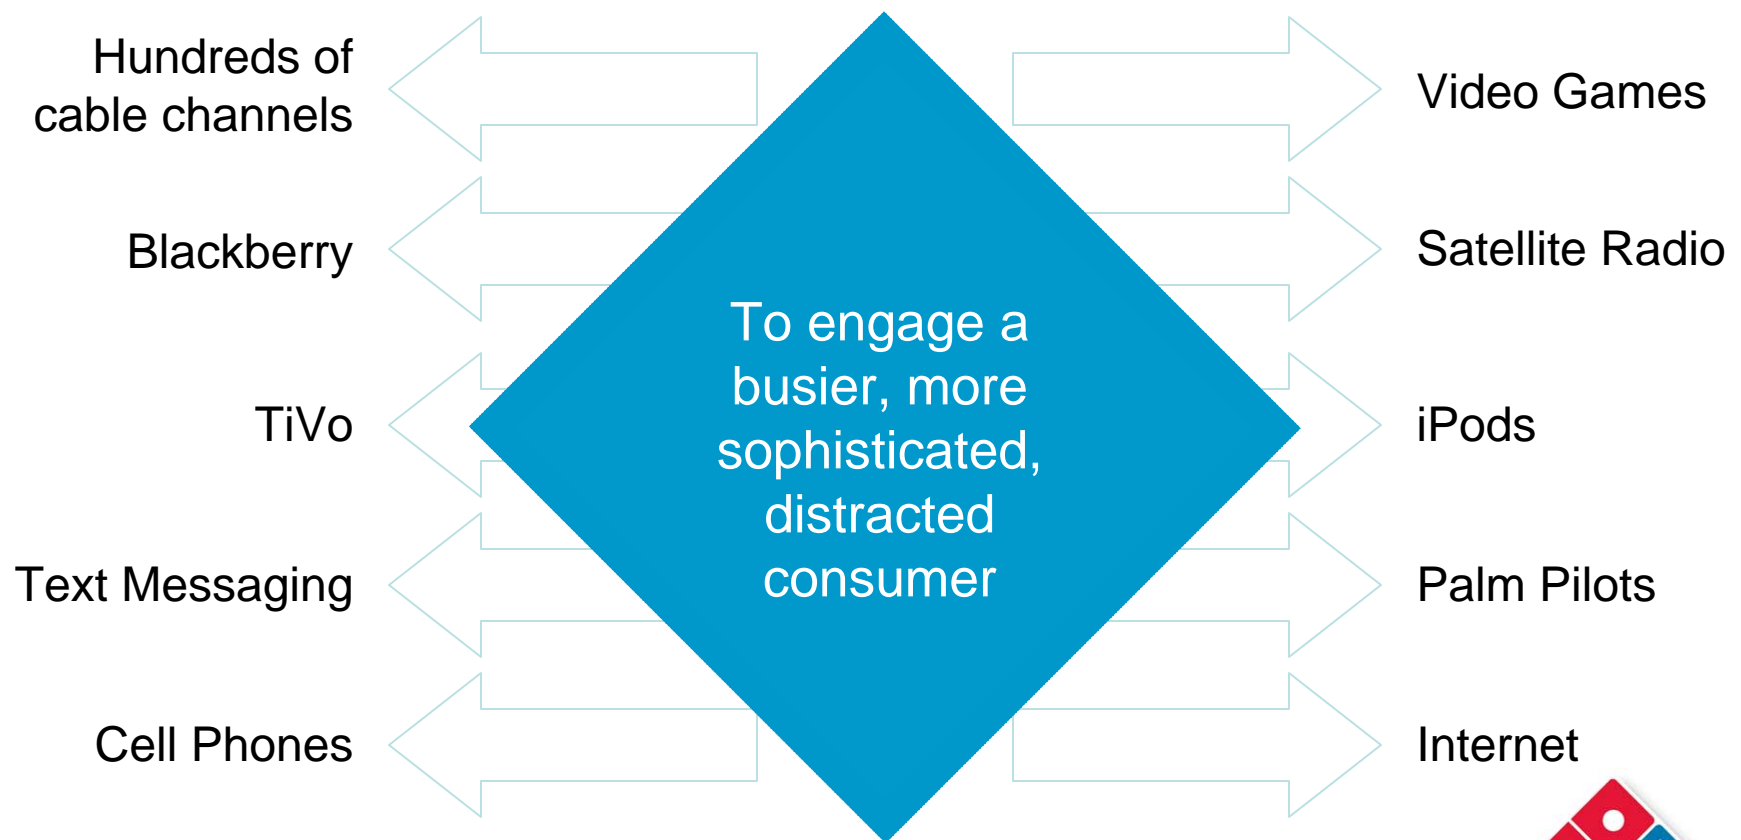 Hundreds of
cable channels
Blackberry
TiVo
Text Messaging
Cell Phones
To engage a
busier, more
sophisticated,
distracted
consumer
Video Games
Satellite Radio
iPods
Palm Pilots
Internet